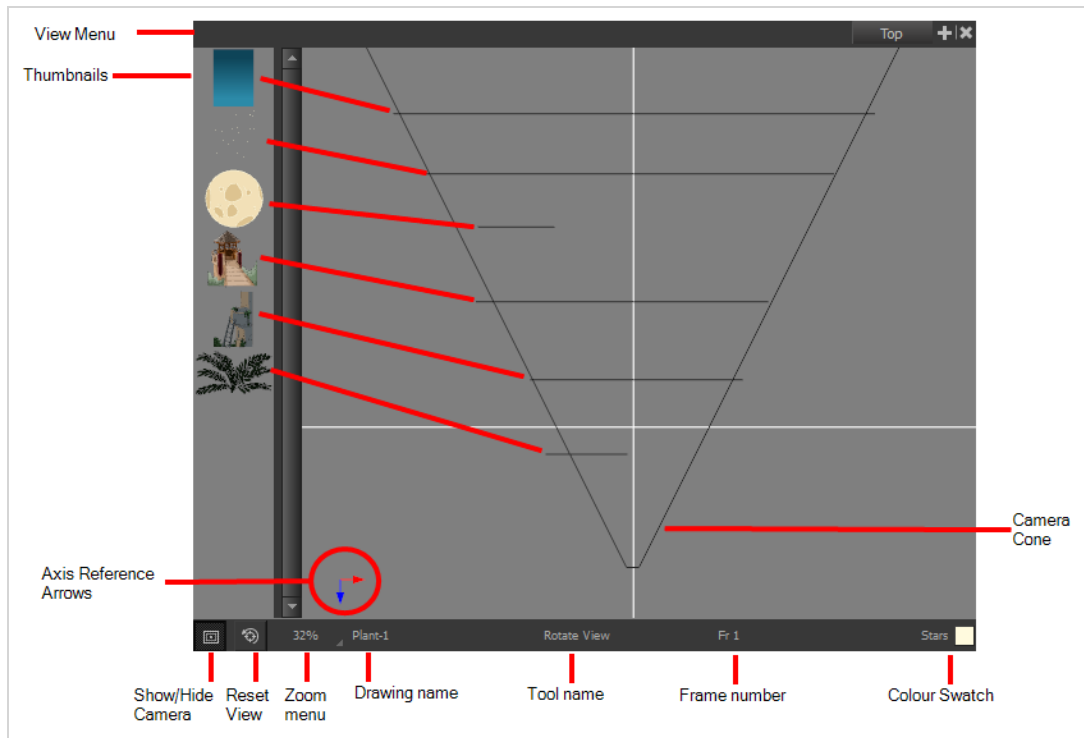 View Menu
Top
Thumbnails
Camera
Cone
Axis Reference
Arrows
32%
Plant-1
Rotate View
Fr 1
Stars
Show/Hide
Camera
Reset
View
Zoom
menu
Drawing name
Tool name
Frame number
Colour Swatch